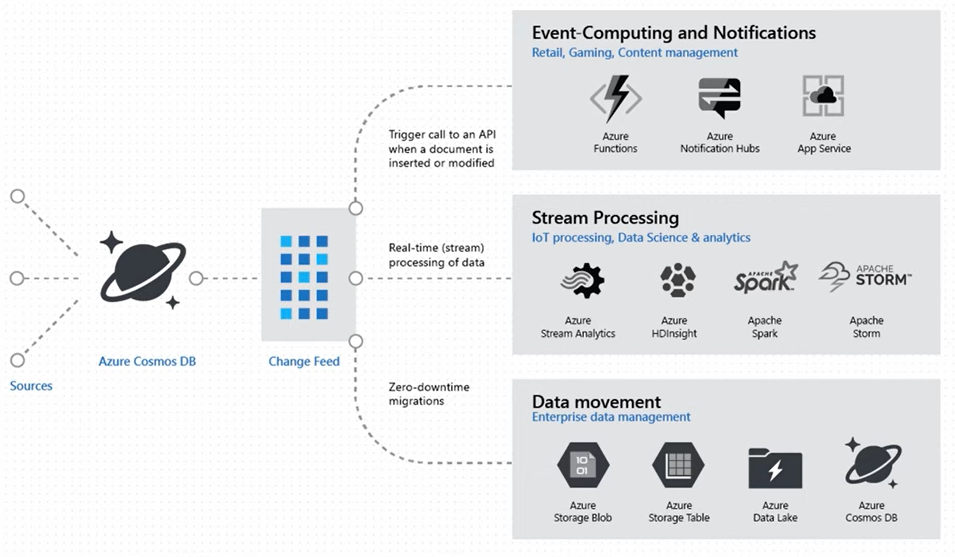 Sources
Azure Cosmos DB
Change Feed
Trigger call to an API
when a document is
inserted or modified
Real-time (stream)
processing of data
Zero-downtime
migrations
Event-Computing and Notifications
Retail, Gaming, Content management
Azure
Functions
Azure
Notification Hubs
Azure
App Service
Stream Processing
IoT processing, Data Science & analytics
APACHE
Spark™
APACHE
STORM™
Azure
Stream Analytics
Azure
HDInsight
Apache
Spark
Apache
Storm
Data movement
Enterprise data management
10
01
Azure
Storage Blob
Azure
Storage Table
Azure
Data Lake
Azure
Cosmos DB